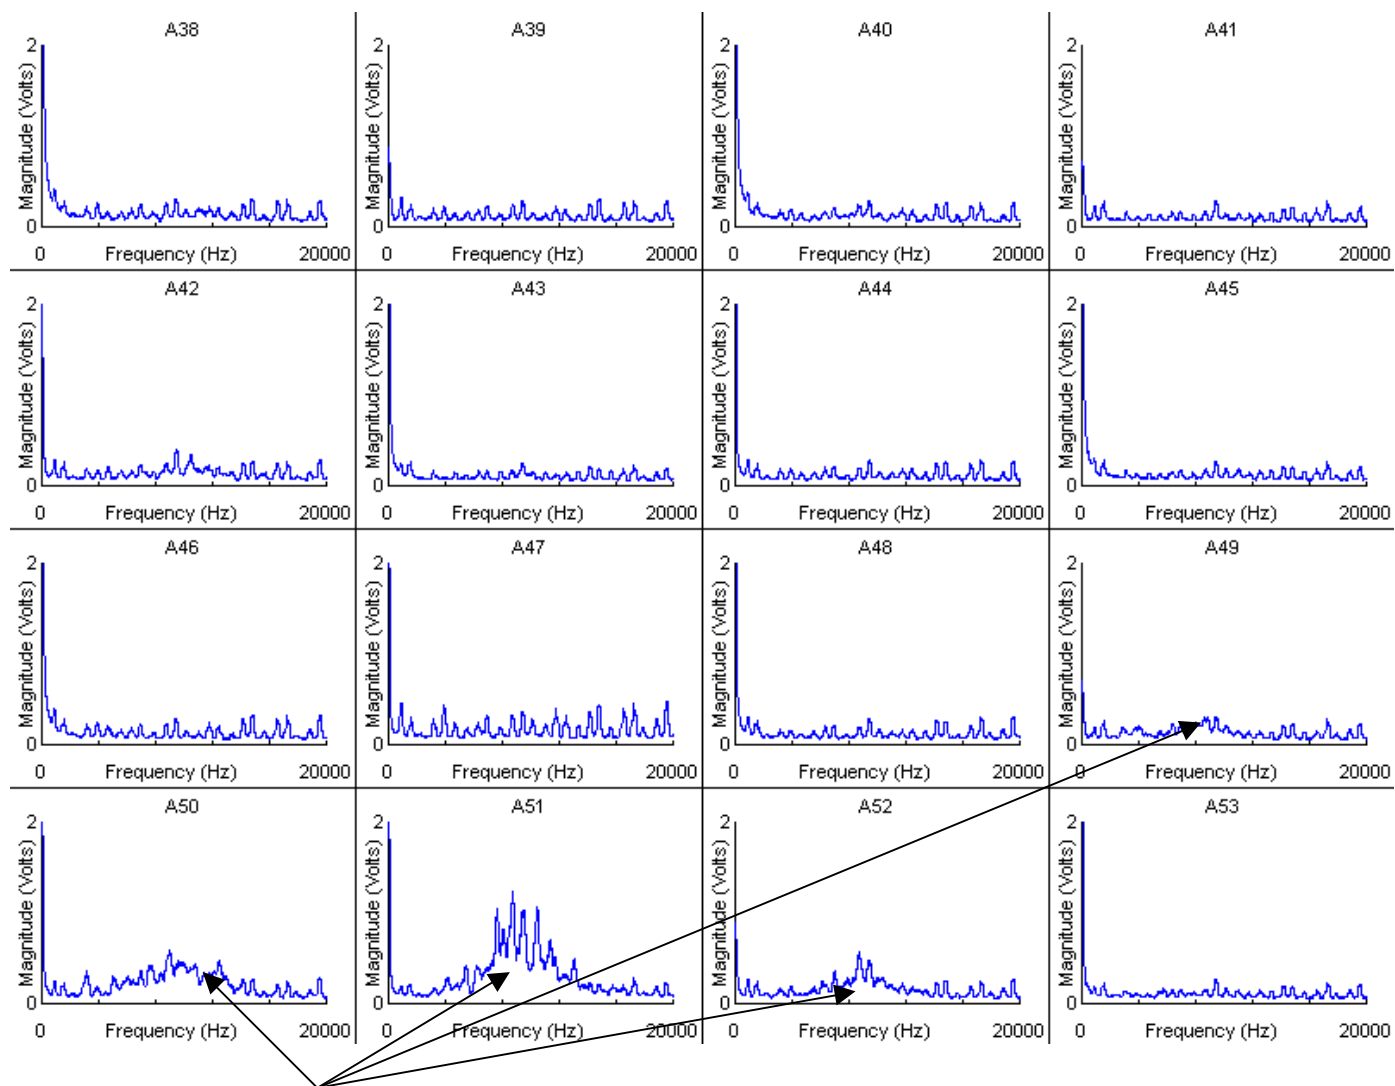 A38
2
Magnitude (Volts)
0
0 Frequency (Hz) 20000
A39
2
Magnitude (Volts)
0
0 Frequency (Hz) 20000
A40
2
Magnitude (Volts)
0
0 Frequency (Hz) 20000
A41
2
Magnitude (Volts)
0
0 Frequency (Hz) 20000
A42
2
Magnitude (Volts)
0
0 Frequency (Hz) 20000
A43
2
Magnitude (Volts)
0
0 Frequency (Hz) 20000
A44
2
Magnitude (Volts)
0
0 Frequency (Hz) 20000
A45
2
Magnitude (Volts)
0
0 Frequency (Hz) 20000
A46
2
Magnitude (Volts)
0
0 Frequency (Hz) 20000
A47
2
Magnitude (Volts)
0
0 Frequency (Hz) 20000
A48
2
Magnitude (Volts)
0
0 Frequency (Hz) 20000
A49
2
Magnitude (Volts)
0
0 Frequency (Hz) 20000
A50
2
Magnitude (Volts)
0
0 Frequency (Hz) 20000
A51
2
Magnitude (Volts)
0
0 Frequency (Hz) 20000
A52
2
Magnitude (Volts)
0
0 Frequency (Hz) 20000
A53
2
Magnitude (Volts)
0
0 Frequency (Hz) 20000